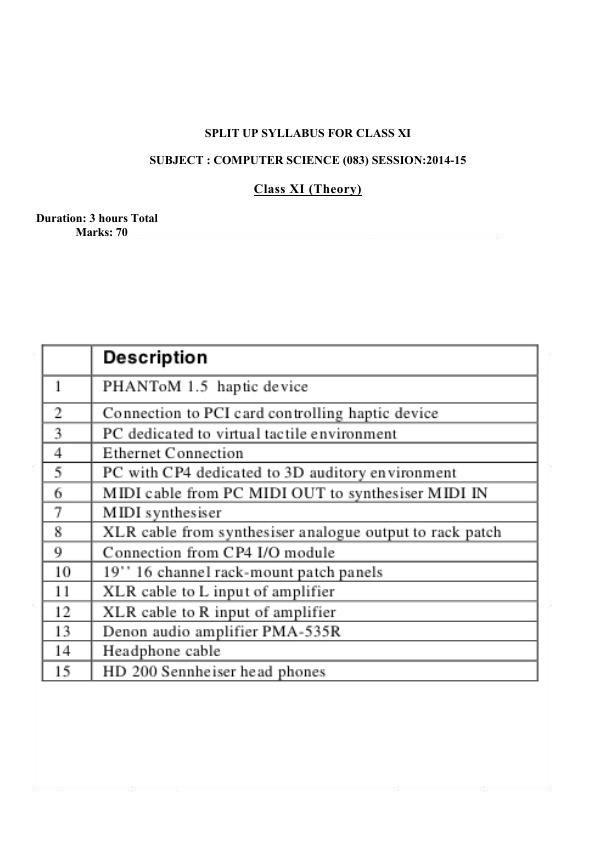 SPLIT UP SYLLABUS FOR CLASS XI
SUBJECT : COMPUTER SCIENCE (083) SESSION:2014-15
Class XI (Theory)
Duration: 3 hours Total
Marks: 70
Description
1 PHANToM 1.5 haptic device
2 Connection to PCI card controlling haptic device
3 PC dedicated to virtual tactile environment
4 Ethernet Connection
5 PC with CP4 dedicated to 3D auditory environment
6 MIDI cable from PC MIDI OUT to synthesiser MIDI IN
7 MIDI synthesiser
8 XLR cable from synthesiser analogue output to rack patch
9 Connection from CP4 I/O module
10 19’’ 16 channel rack-mount patch panels
11 XLR cable to L input of amplifier
12 XLR cable to R input of amplifier
13 Denon audio amplifier PMA-535R
14 Headphone cable
15 HD 200 Sennheiser head phones